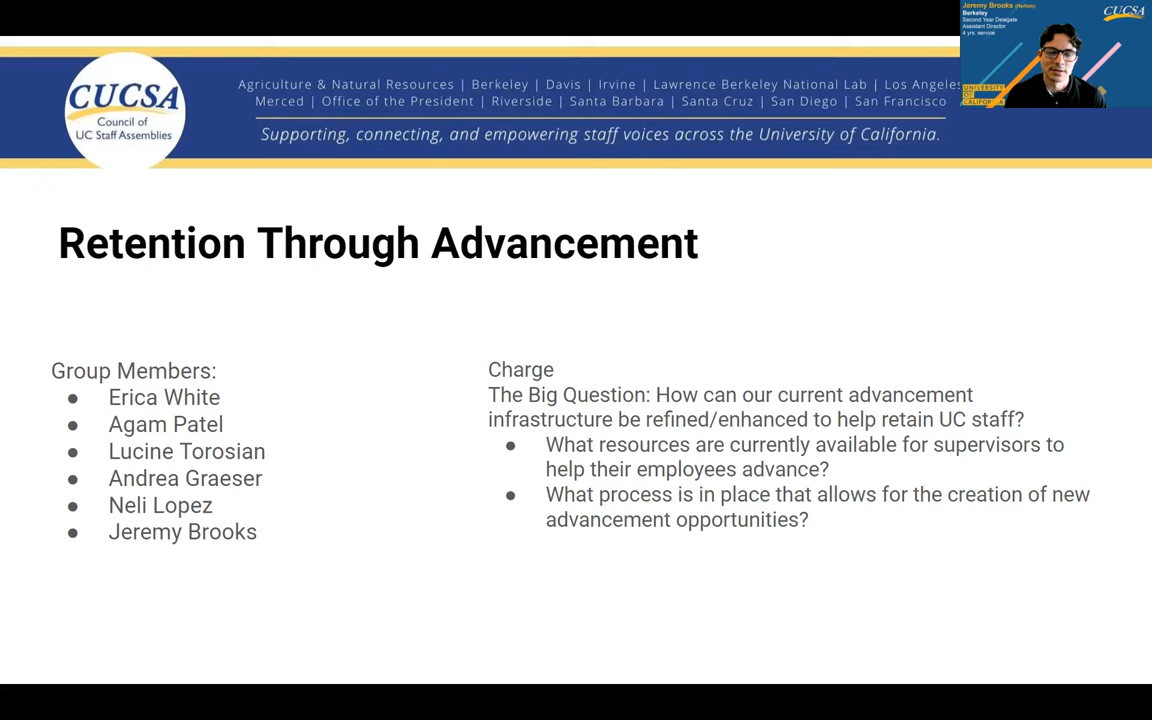 Jeremy Brooks (He/him)
Berkeley
Second Year Delegate
Assistant Director
4 yrs. service
CUCSA
UNIVERSITY
OF
CALIFORNIA
CUCSA
Council of
UC Staff Assemblies
Agriculture & Natural Resources | Berkeley | Davis | Irvine | Lawrence Berkeley National Lab | Los Angeles
Merced | Office of the President | Riverside | Santa Barbara | Santa Cruz | San Diego | San Francisco
Supporting, connecting, and empowering staff voices across the University of California.
Retention Through Advancement
Group Members:
● Erica White
● Agam Patel
● Lucine Torosian
● Andrea Graeser
● Neli Lopez
● Jeremy Brooks
Charge
The Big Question: How can our current advancement
infrastructure be refined/enhanced to help retain UC staff?
● What resources are currently available for supervisors to
help their employees advance?
● What process is in place that allows for the creation of new
advancement opportunities?